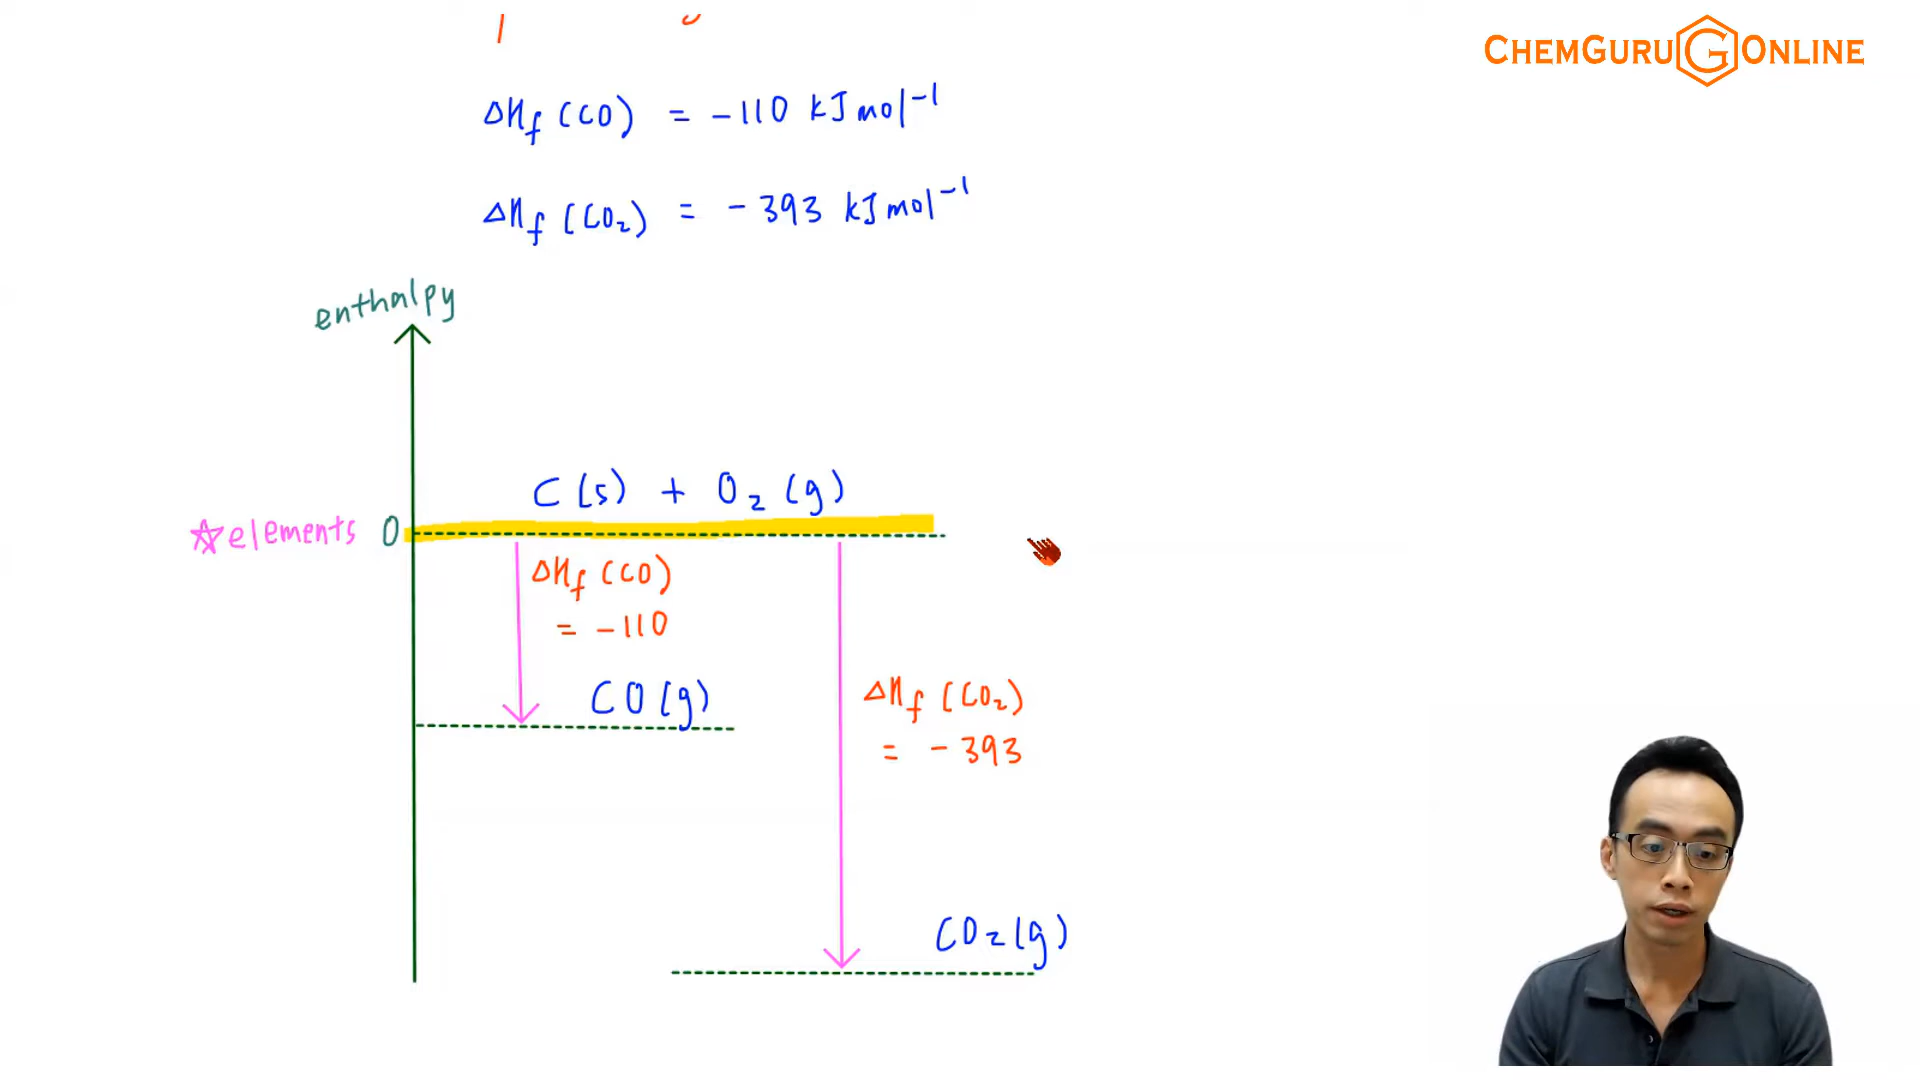 CHEMGURU G ONLINE
ΔHf (CO) = -110 kJ mol⁻¹
ΔHf (CO₂) = - 393 kJ mol⁻¹
enthalpy
C (s) + O₂ (g)
☆elements 0
ΔHf (CO)
= -110
CO (g)
ΔHf (CO₂)
= - 393
CO₂ (g)